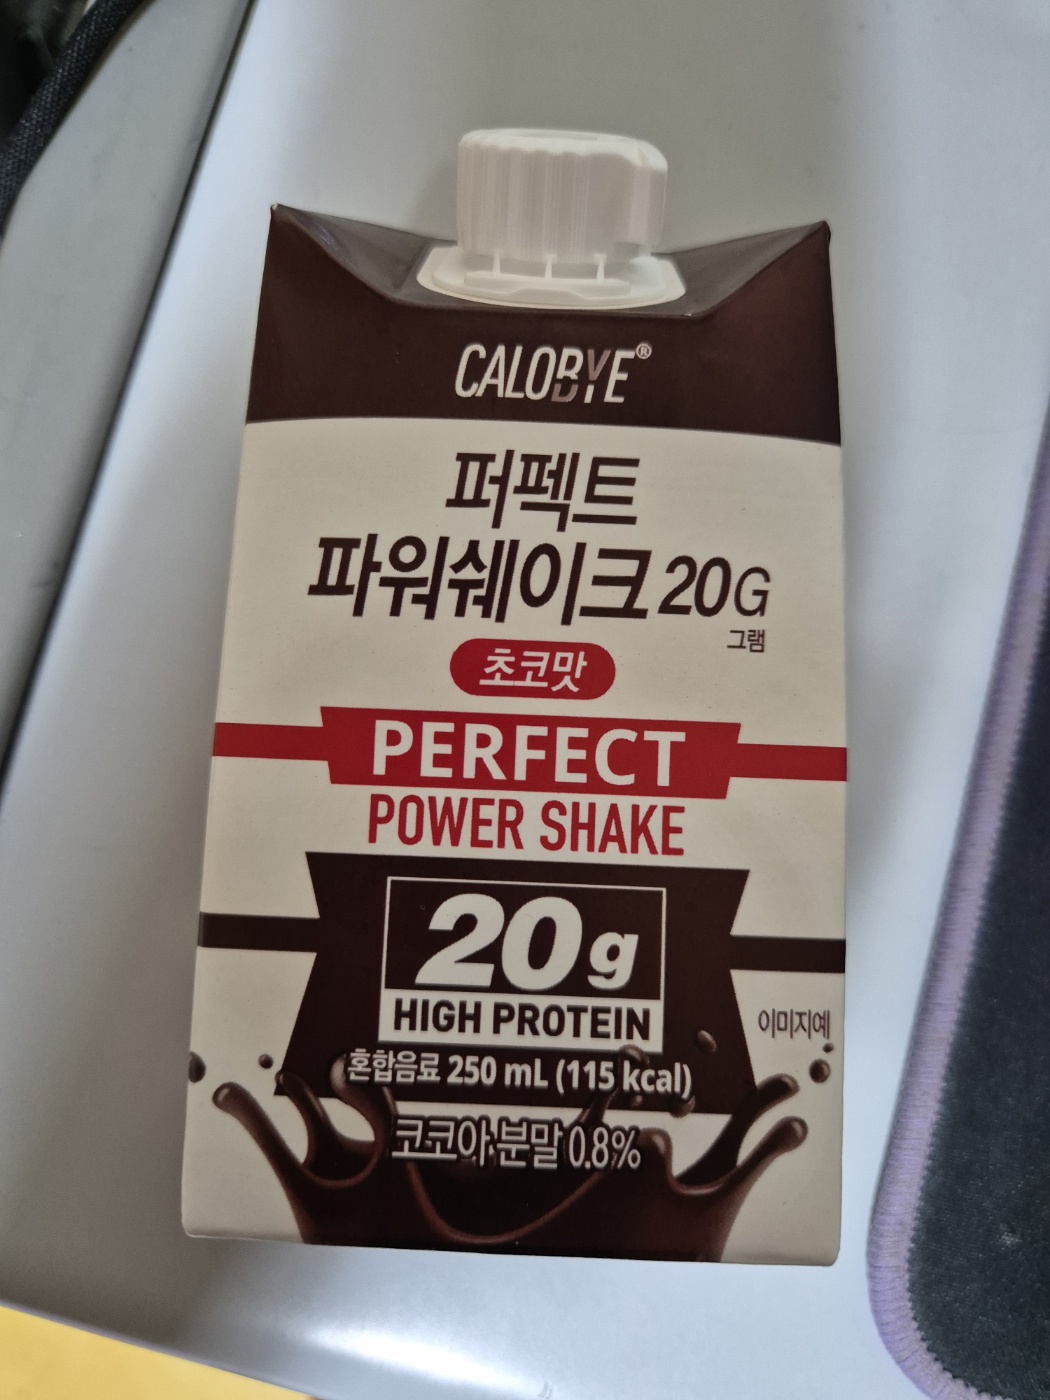 CALOBYE®
퍼펙트
파워쉐이크 20G
그램
초코맛
PERFECT
POWER SHAKE
20g
HIGH PROTEIN
이미지예
혼합음료 250 mL (115 kcal)
코코아 분말 0.8%